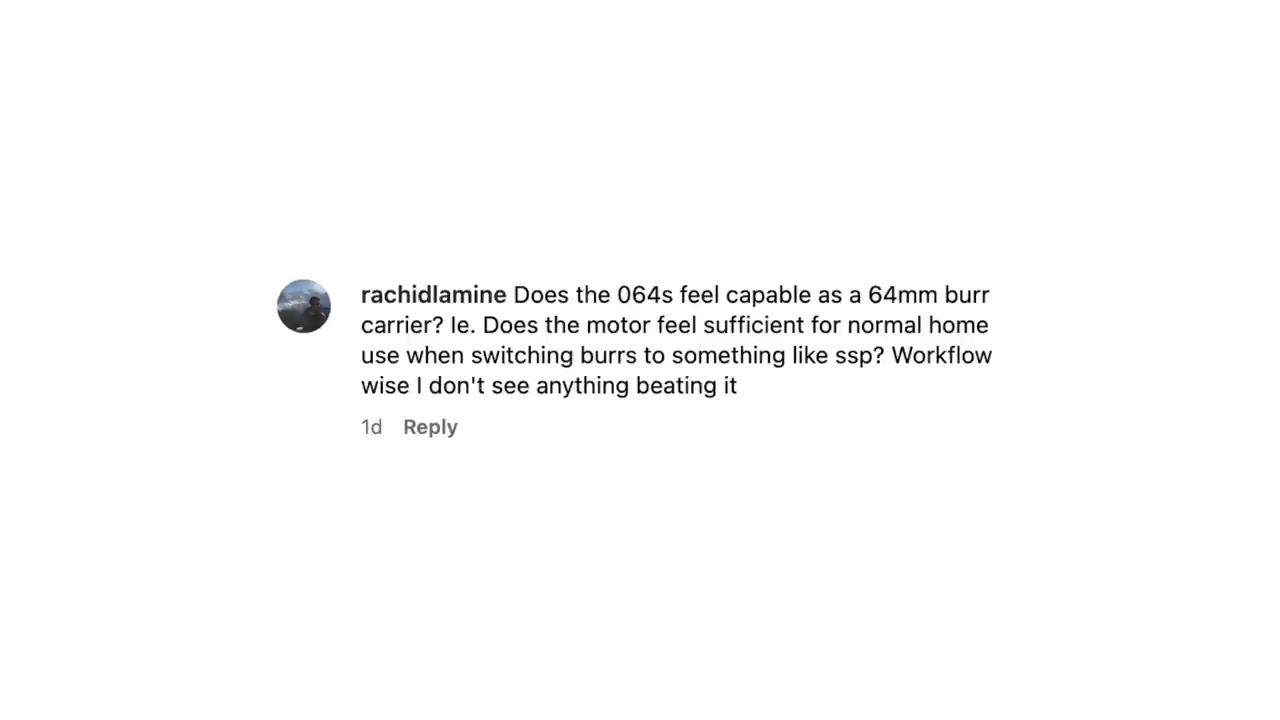 rachidlamine Does the 064s feel capable as a 64mm burr
carrier? Ie. Does the motor feel sufficient for normal home
use when switching burrs to something like ssp? Workflow
wise I don't see anything beating it
1d Reply